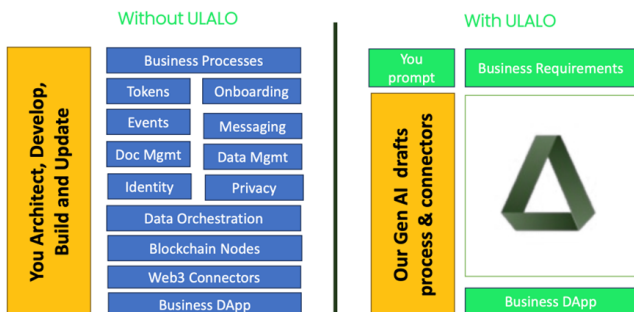 Without ULALO
You Architect, Develop,
Build and Update
Business Processes
Tokens
Onboarding
Events
Messaging
Doc Mgmt
Data Mgmt
Identity
Privacy
Data Orchestration
Blockchain Nodes
Web3 Connectors
Business DApp
With ULALO
You
prompt
Business Requirements
Our Gen AI drafts
process & connectors
Business DApp